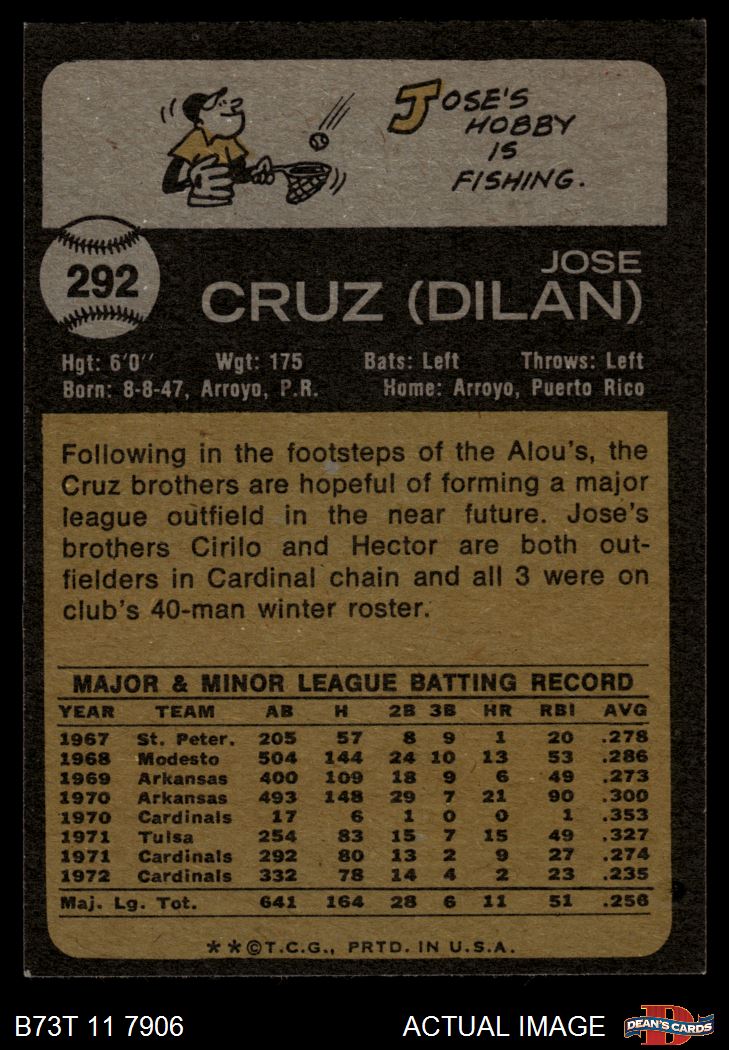 JOSE'S
HOBBY
IS
FISHING.
292
JOSE
CRUZ (DILAN)
Hgt: 6'0" Wgt: 175 Bats: Left Throws: Left
Born: 8-8-47, Arroyo, P.R. Home: Arroyo, Puerto Rico
Following in the footsteps of the Alou's, the
Cruz brothers are hopeful of forming a major
league outfield in the near future. Jose's
brothers Cirilo and Hector are both out-
fielders in Cardinal chain and all 3 were on
club's 40-man winter roster.
MAJOR & MINOR LEAGUE BATTING RECORD
YEAR TEAM AB H 2B 3B HR RBI AVG
1967 St. Peter. 205 57 8 9 1 20 .278
1968 Modesto 504 144 24 10 13 53 .286
1969 Arkansas 400 109 18 9 6 49 .273
1970 Arkansas 493 148 29 7 21 90 .300
1970 Cardinals 17 6 1 0 0 1 .353
1971 Tulsa 254 83 15 7 15 49 .327
1971 Cardinals 292 80 13 2 9 27 .274
1972 Cardinals 332 78 14 4 2 23 .235
Maj. Lg. Tot. 641 164 28 6 11 51 .256
**©T.C.G., PRTD. IN U.S.A.
B73T 11 7906 ACTUAL IMAGE
D
DEAN'S CARDS